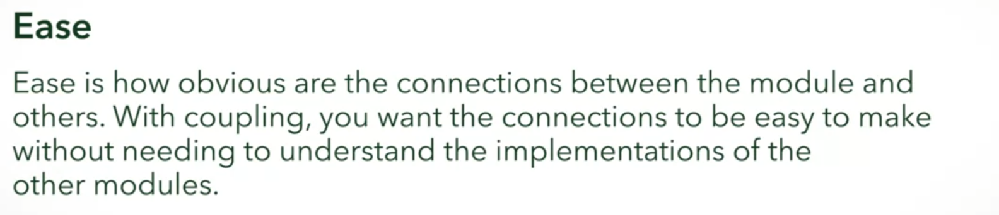 Ease
Ease is how obvious are the connections between the module and
others. With coupling, you want the connections to be easy to make
without needing to understand the implementations of the
other modules.